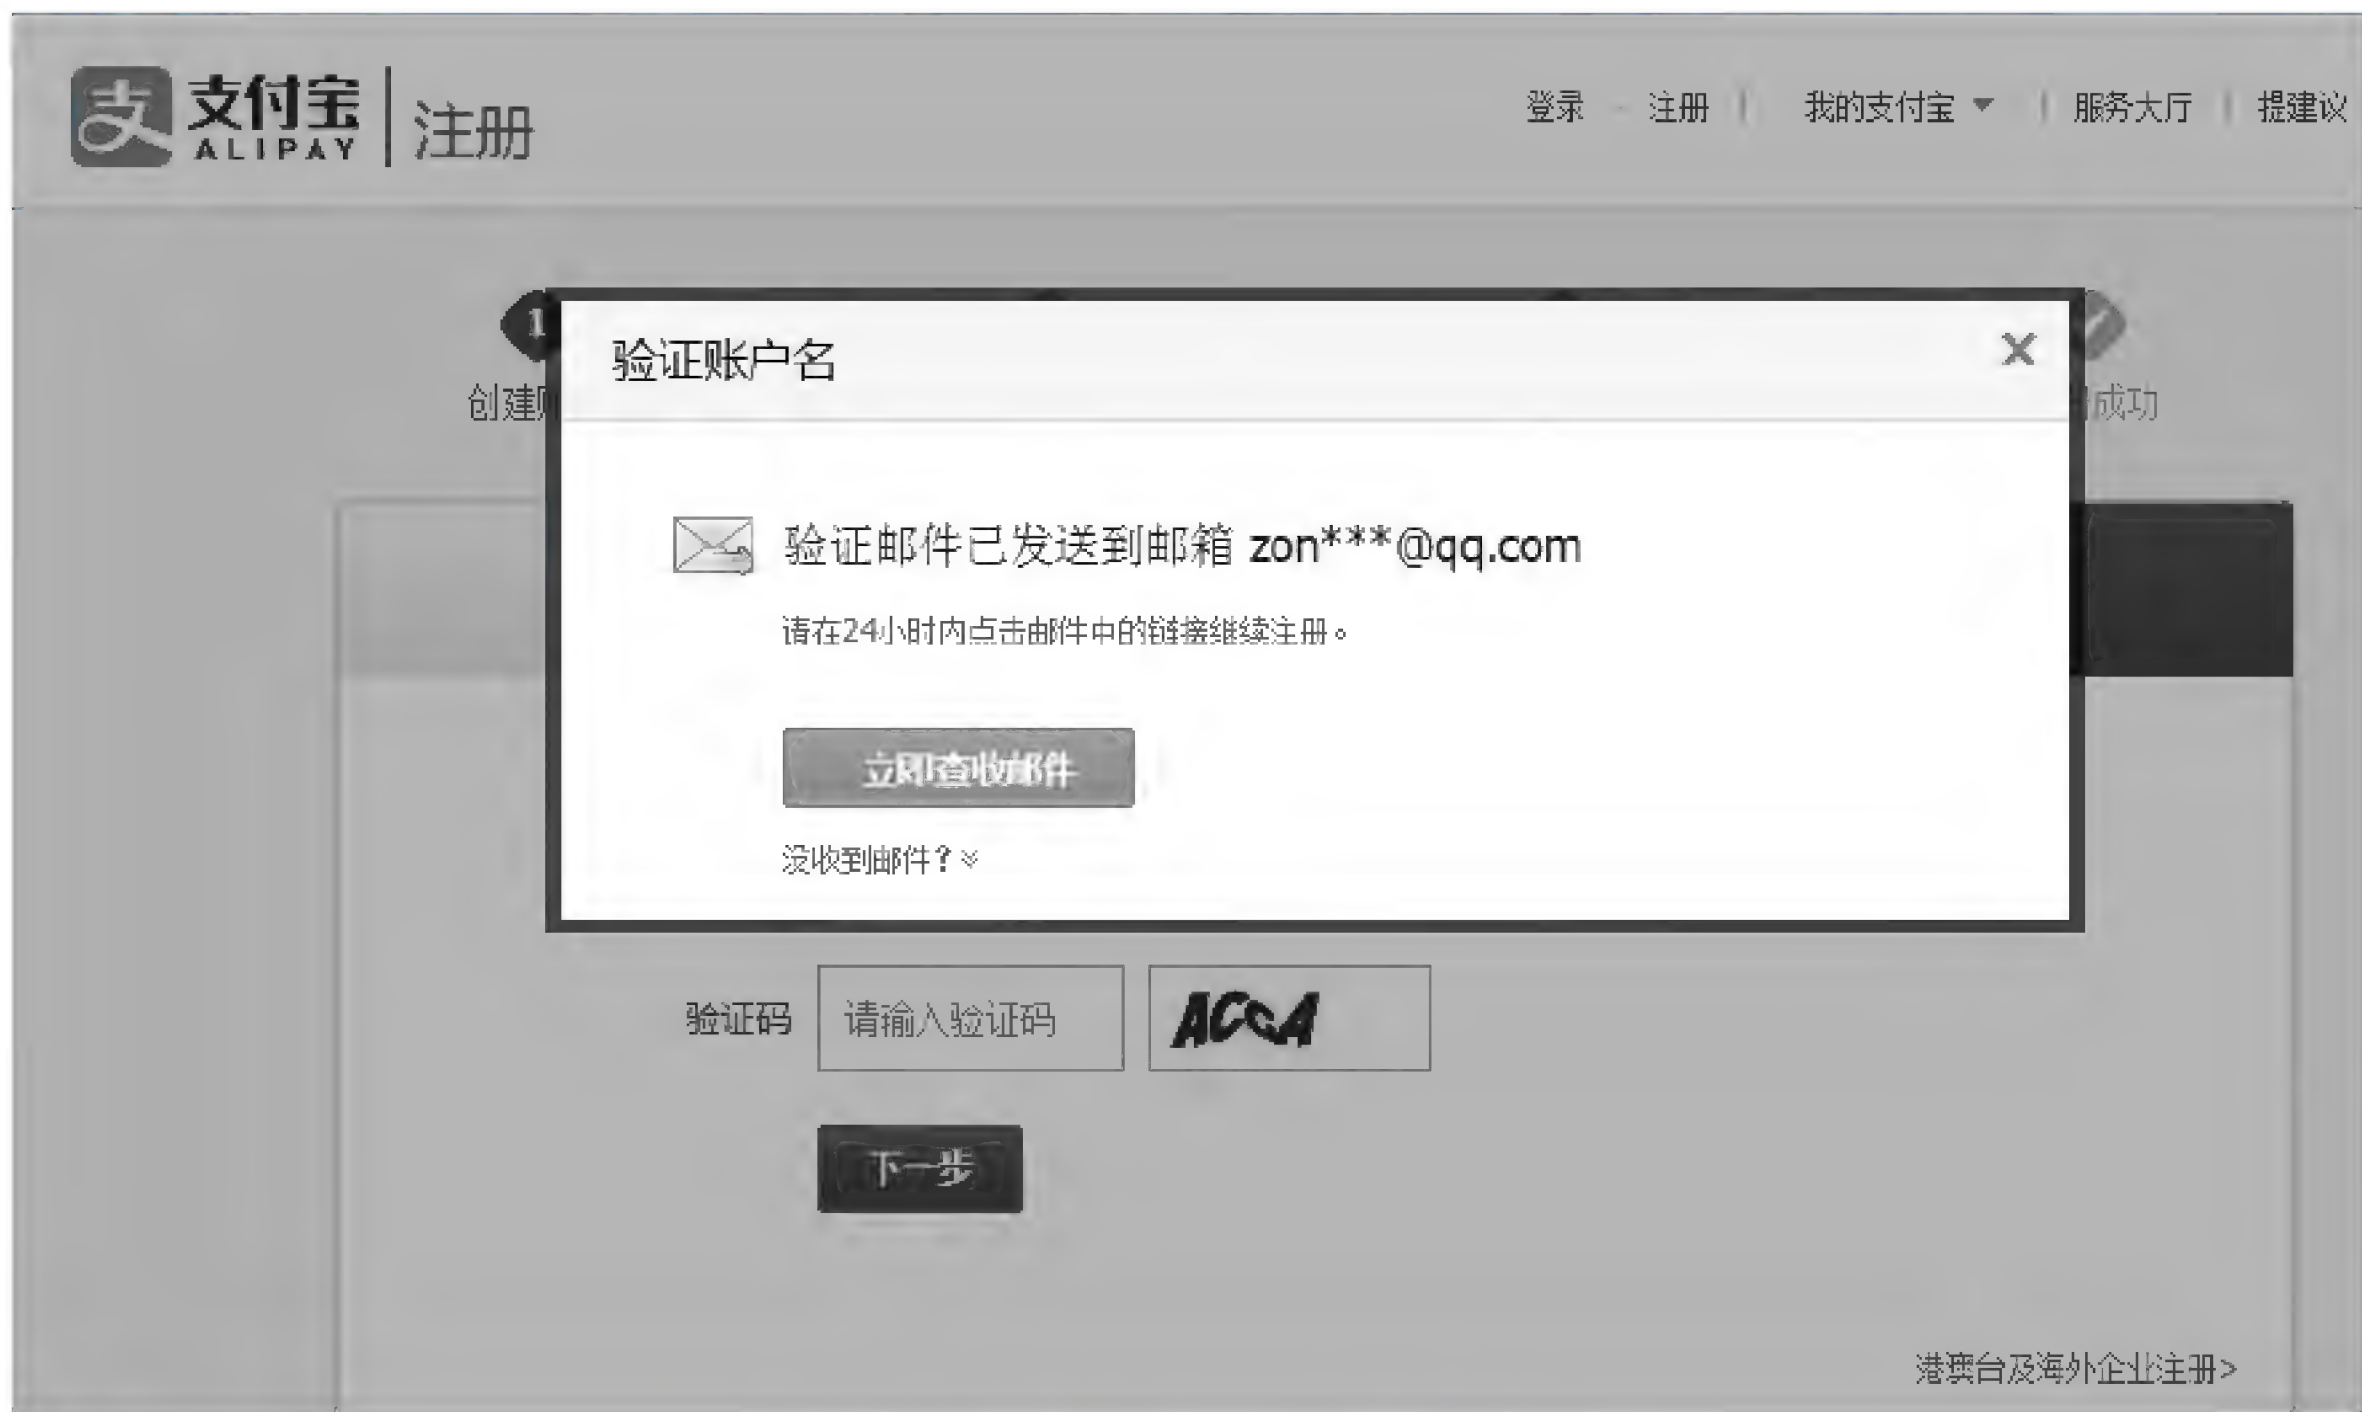 支付宝 注册
ALIPAY
登录 - 注册 | 我的支付宝 | 服务大厅 | 提建议
1
创建
成功
验证账户名
验证邮件已发送到邮箱 zon***@qq.com
请在24小时内点击邮件中的链接继续注册。
立即查收邮件
没收到邮件?
验证码 请输入验证码
下一步
港澳台及海外企业注册>